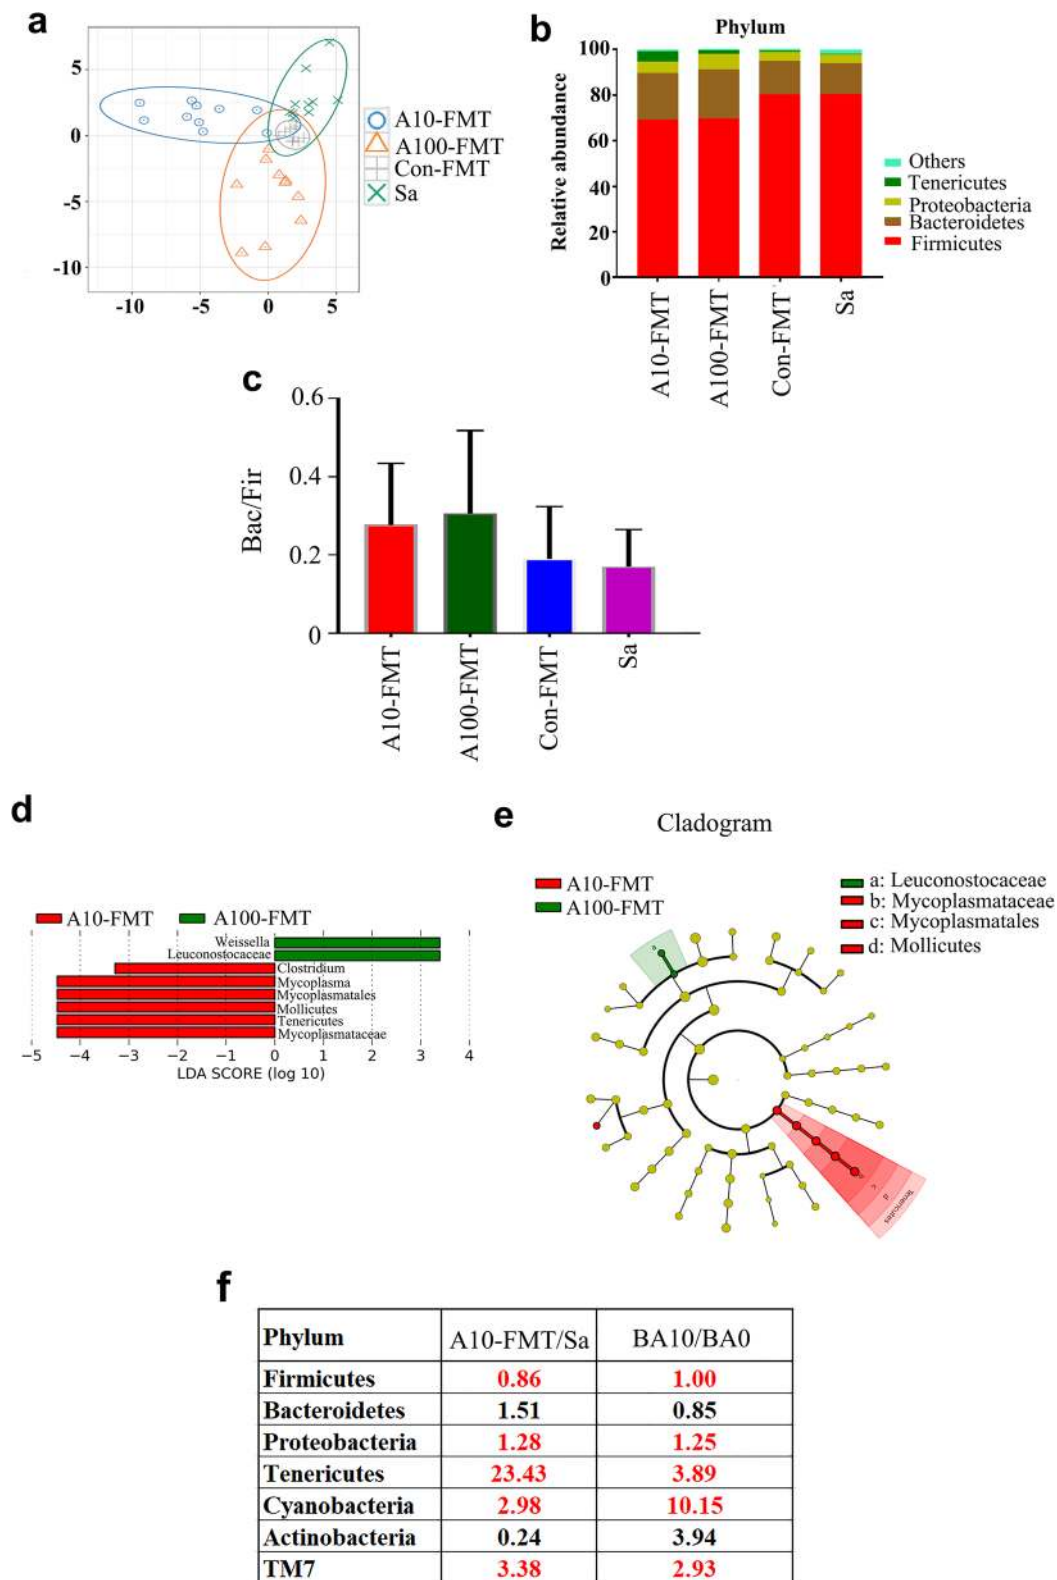 a
5
0
-5
-10
-10
-5
0
5
A10-FMT
A100-FMT
Con-FMT
Sa
b
Phylum
Relative abundance
100
80
60
40
20
0
A10-FMT
A100-FMT
Con-FMT
Sa
Others
Tenericutes
Proteobacteria
Bacteroidetes
Firmicutes
c
Bac/Fir
0.6
0.4
0.2
0
A10-FMT
A100-FMT
Con-FMT
Sa
d
A10-FMT
A100-FMT
Weissella
Leuconostocaceae
Clostridium
Mycoplasma
Mycoplasmatales
Mollicutes
Tenericutes
Mycoplasmataceae
−5 −4 −3 −2 −1 0 1 2 3 4
LDA SCORE (log 10)
e
Cladogram
A10-FMT
A100-FMT
a: Leuconostocaceae
b: Mycoplasmataceae
c: Mycoplasmatales
d: Mollicutes
a
c
d
Tenericutes
f
Phylum A10-FMT/Sa BA10/BA0
Firmicutes 0.86 1.00
Bacteroidetes 1.51 0.85
Proteobacteria 1.28 1.25
Tenericutes 23.43 3.89
Cyanobacteria 2.98 10.15
Actinobacteria 0.24 3.94
TM7 3.38 2.93